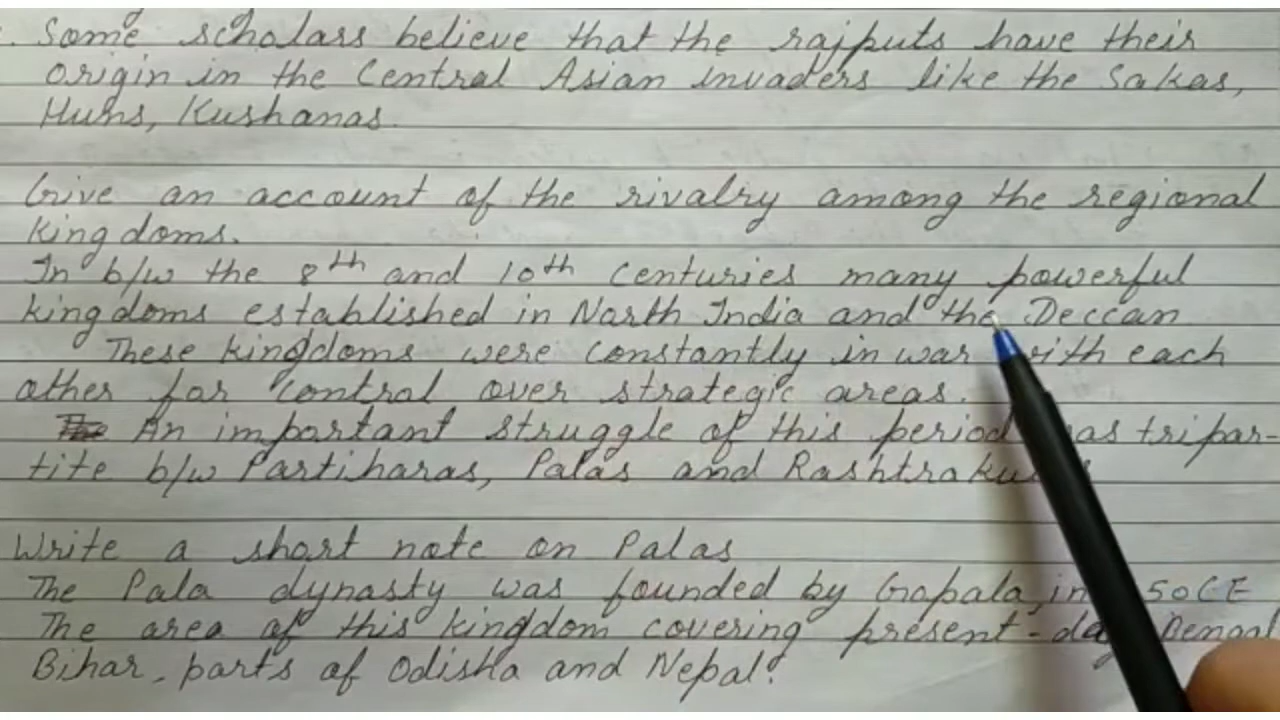 . Some scholars believe that the rajputs have their
origin in the Central Asian invaders like the Sakas,
Huns, Kushanas.
Give an account of the rivalry among the regional
kingdoms.
In b/w the 8th and 10th centuries many powerful
kingdoms established in North India and the Deccan
These kingdoms were constantly in war with each
other for control over strategic areas.
An important struggle of this period was tripar-
tite b/w Partiharas, Palas and
Write a short note on Palas
The Pala dynasty was founded by Gopala, in 50 CE
The area of this kingdom covering present-day Bengal
Bihar, parts of Odisha and Nepal.